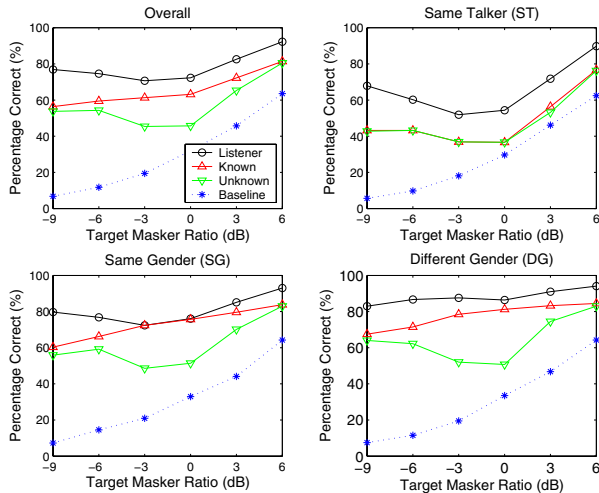 Overall
Percentage Correct (%)
100
80
60
40
20
0
Listener
Known
Unknown
Baseline
−9 −6 −3 0 3 6
Target Masker Ratio (dB)
Same Talker (ST)
Percentage Correct (%)
100
80
60
40
20
0
−9 −6 −3 0 3 6
Target Masker Ratio (dB)
Same Gender (SG)
Percentage Correct (%)
100
80
60
40
20
0
−9 −6 −3 0 3 6
Target Masker Ratio (dB)
Different Gender (DG)
Percentage Correct (%)
100
80
60
40
20
0
−9 −6 −3 0 3 6
Target Masker Ratio (dB)